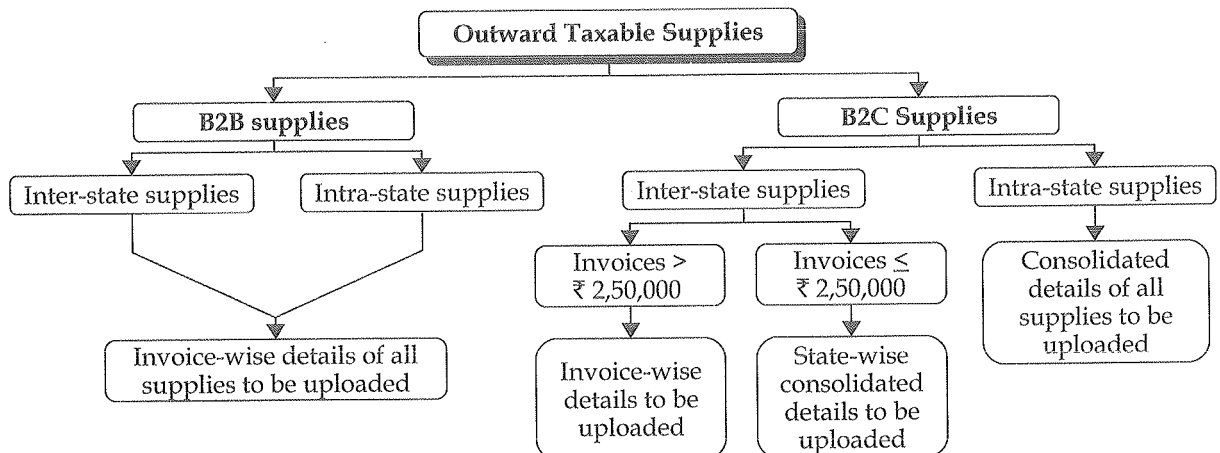 Outward Taxable Supplies
B2B supplies
B2C Supplies
Inter-state supplies
Intra-state supplies
Inter-state supplies
Intra-state supplies
Invoices >
₹ 2,50,000
Invoices ≤
₹ 2,50,000
Consolidated
details of all
supplies to be
uploaded
Invoice-wise details of all
supplies to be uploaded
Invoice-wise
details to be
uploaded
State-wise
consolidated
details to be
uploaded